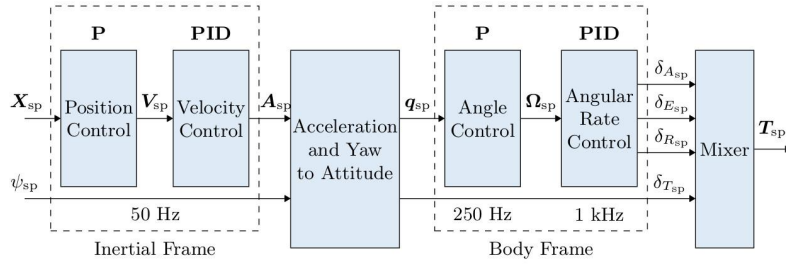 P
PID
P
PID
X_sp
Position
Control
V_sp
Velocity
Control
A_sp
Acceleration
and Yaw
to Attitude
q_sp
Angle
Control
Ω_sp
Angular
Rate
Control
δ_A_sp
δ_E_sp
δ_R_sp
δ_T_sp
Mixer
T_sp
ψ_sp
50 Hz
250 Hz
1 kHz
Inertial Frame
Body Frame